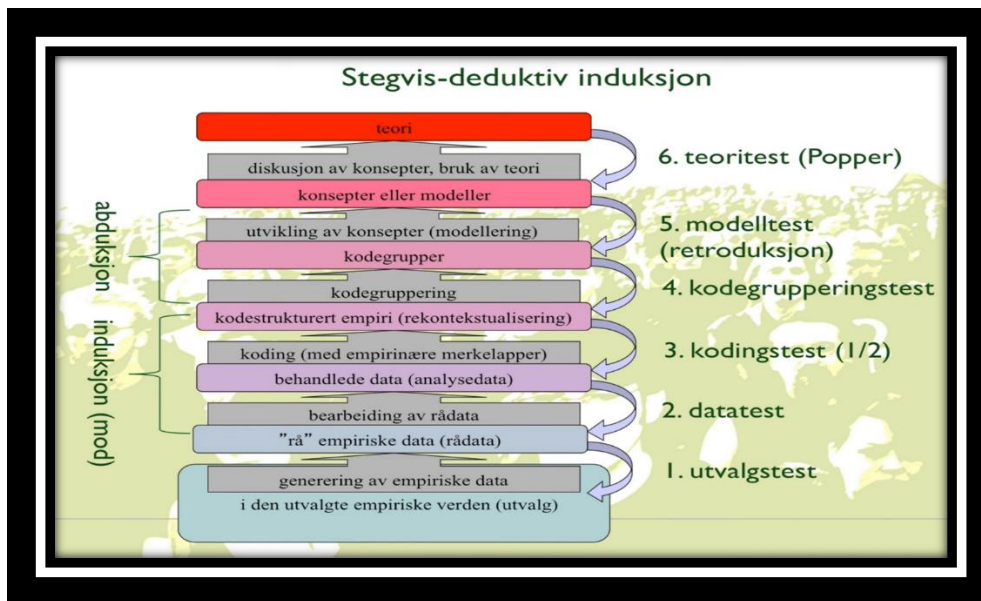 Stegvis-deduktiv induksjon
teori
diskusjon av konsepter, bruk av teori
konsepter eller modeller
utvikling av konsepter (modellering)
kodegrupper
kodegruppering
kodestrukturert empiri (rekontekstualisering)
koding (med empirinære merkelapper)
behandlede data (analysedata)
bearbeiding av rådata
”rå” empiriske data (rådata)
generering av empiriske data
i den utvalgte empiriske verden (utvalg)
abduksjon
induksjon (mod)
6. teoritest (Popper)
5. modelltest
(retroduksjon)
4. kodegrupperingstest
3. kodingstest (1/2)
2. datatest
1. utvalgstest